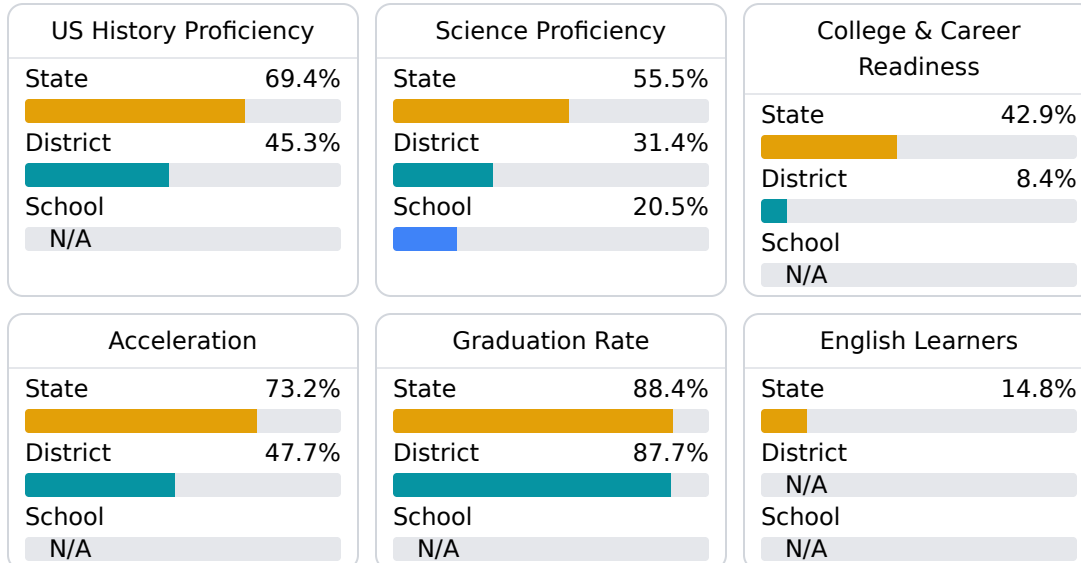 US History Proficiency
State 69.4%
District 45.3%
School
N/A
Science Proficiency
State 55.5%
District 31.4%
School 20.5%
College & Career
Readiness
State 42.9%
District 8.4%
School
N/A
Acceleration
State 73.2%
District 47.7%
School
N/A
Graduation Rate
State 88.4%
District 87.7%
School
N/A
English Learners
State 14.8%
District
N/A
School
N/A